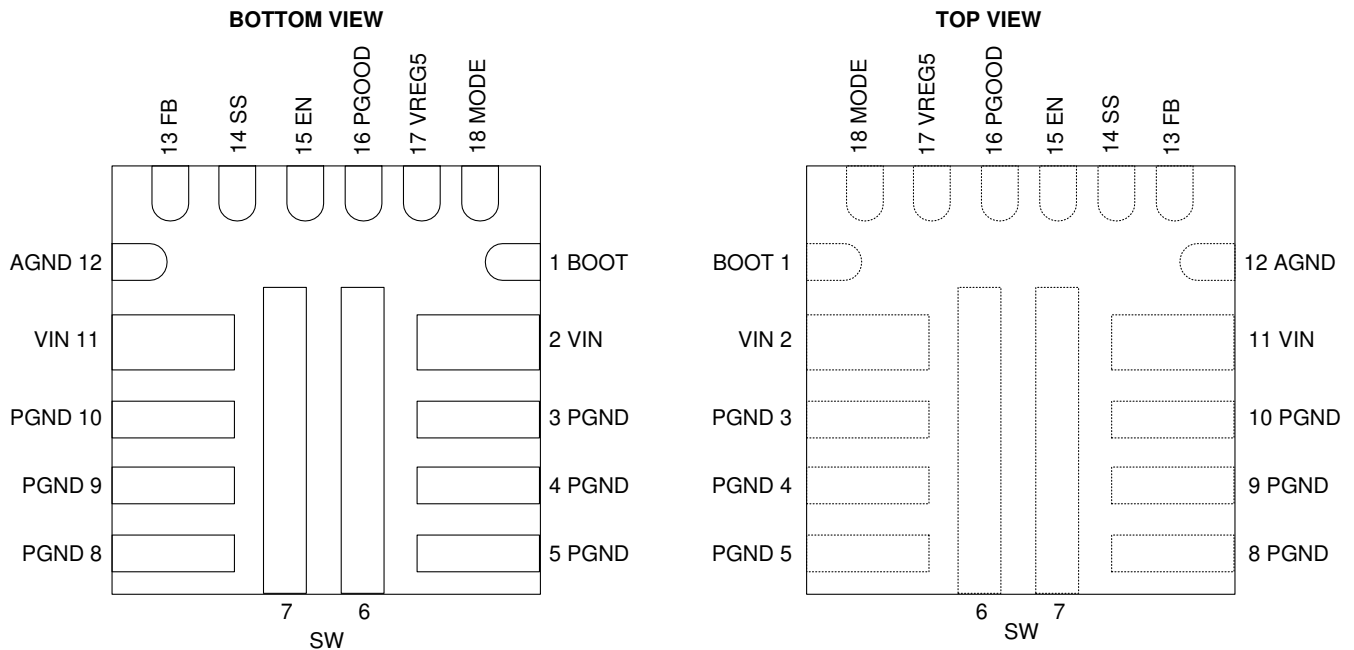 BOTTOM VIEW
13 FB
14 SS
15 EN
16 PGOOD
17 VREG5
18 MODE
AGND 12
1 BOOT
VIN 11
2 VIN
PGND 10
3 PGND
PGND 9
4 PGND
PGND 8
5 PGND
7
6
SW
TOP VIEW
18 MODE
17 VREG5
16 PGOOD
15 EN
14 SS
13 FB
BOOT 1
12 AGND
VIN 2
11 VIN
PGND 3
10 PGND
PGND 4
9 PGND
PGND 5
8 PGND
6
7
SW